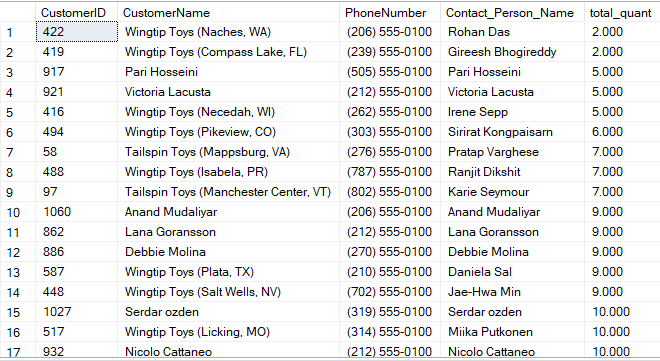 CustomerID CustomerName PhoneNumber Contact_Person_Name total_quant
1 422 Wingtip Toys (Naches, WA) (206) 555-0100 Rohan Das 2.000
2 419 Wingtip Toys (Compass Lake, FL) (239) 555-0100 Gireesh Bhogireddy 2.000
3 917 Pari Hosseini (505) 555-0100 Pari Hosseini 5.000
4 921 Victoria Lacusta (212) 555-0100 Victoria Lacusta 5.000
5 416 Wingtip Toys (Necedah, WI) (262) 555-0100 Irene Sepp 5.000
6 494 Wingtip Toys (Pikeview, CO) (303) 555-0100 Sirirat Kongpaisarn 6.000
7 58 Tailspin Toys (Mappsburg, VA) (276) 555-0100 Pratap Varghese 7.000
8 488 Wingtip Toys (Isabela, PR) (787) 555-0100 Ranjit Dikshit 7.000
9 97 Tailspin Toys (Manchester Center, VT) (802) 555-0100 Karie Seymour 7.000
10 1060 Anand Mudaliyar (206) 555-0100 Anand Mudaliyar 9.000
11 862 Lana Goransson (212) 555-0100 Lana Goransson 9.000
12 886 Debbie Molina (270) 555-0100 Debbie Molina 9.000
13 587 Wingtip Toys (Plata, TX) (210) 555-0100 Daniela Sal 9.000
14 448 Wingtip Toys (Salt Wells, NV) (702) 555-0100 Jae-Hwa Min 9.000
15 1027 Serdar ozden (319) 555-0100 Serdar ozden 10.000
16 517 Wingtip Toys (Licking, MO) (314) 555-0100 Miika Putkonen 10.000
17 932 Nicolo Cattaneo (212) 555-0100 Nicolo Cattaneo 10.000